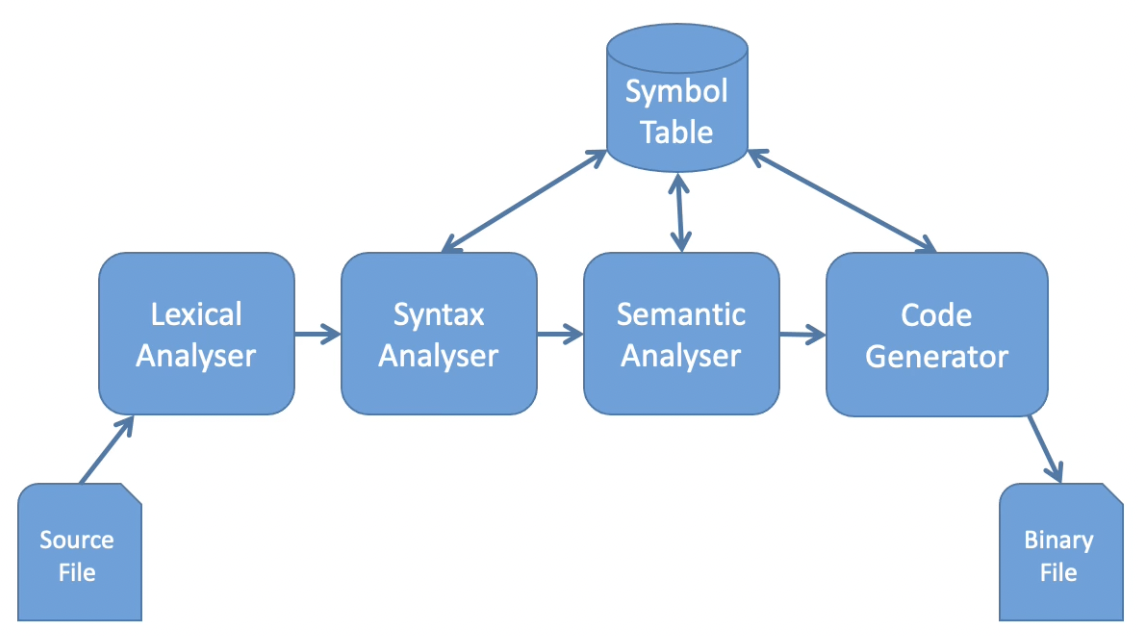 Symbol
Table
Lexical
Analyser
Syntax
Analyser
Semantic
Analyser
Code
Generator
Source
File
Binary
File